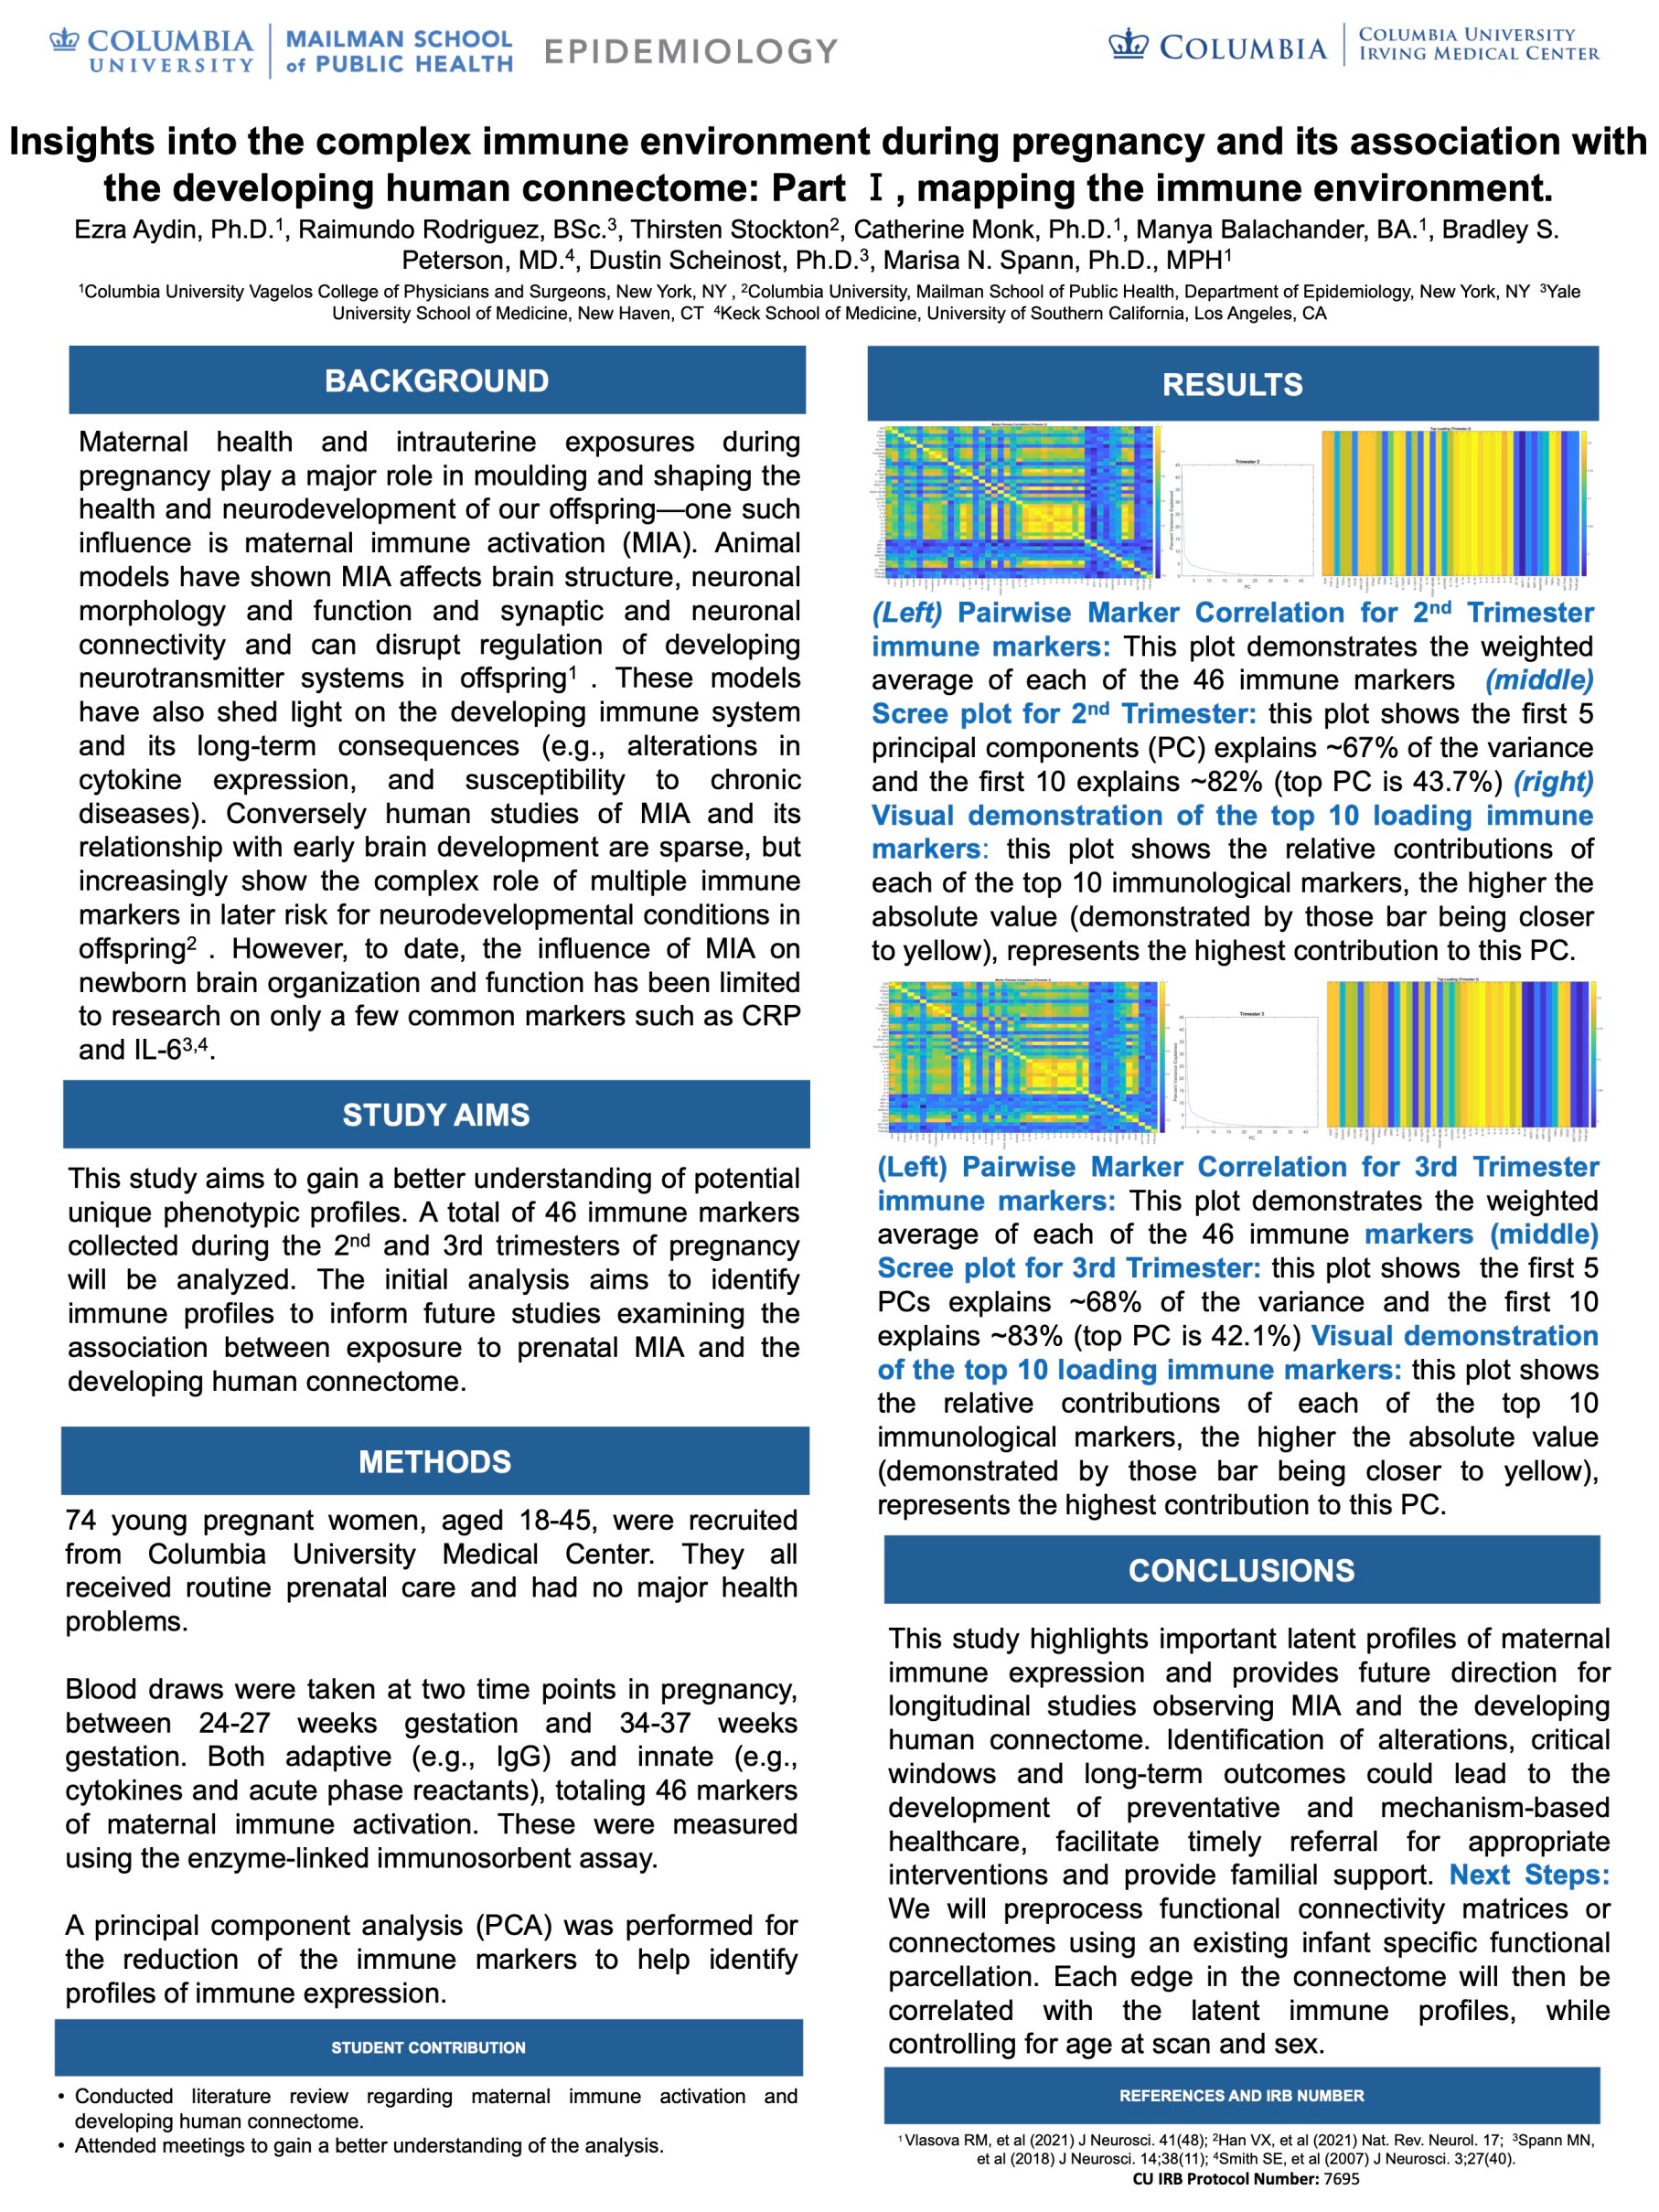 COLUMBIA UNIVERSITY
MAILMAN SCHOOL of PUBLIC HEALTH
EPIDEMIOLOGY
COLUMBIA
COLUMBIA UNIVERSITY
IRVING MEDICAL CENTER
Insights into the complex immune environment during pregnancy and its association with
the developing human connectome: Part Ⅰ, mapping the immune environment.
Ezra Aydin, Ph.D.¹, Raimundo Rodriguez, BSc.³, Thirsten Stockton², Catherine Monk, Ph.D.¹, Manya Balachander, BA.¹, Bradley S.
Peterson, MD.⁴, Dustin Scheinost, Ph.D.³, Marisa N. Spann, Ph.D., MPH¹
¹Columbia University Vagelos College of Physicians and Surgeons, New York, NY , ²Columbia University, Mailman School of Public Health, Department of Epidemiology, New York, NY ³Yale
University School of Medicine, New Haven, CT ⁴Keck School of Medicine, University of Southern California, Los Angeles, CA
BACKGROUND
Maternal health and intrauterine exposures during
pregnancy play a major role in moulding and shaping the
health and neurodevelopment of our offspring—one such
influence is maternal immune activation (MIA). Animal
models have shown MIA affects brain structure, neuronal
morphology and function and synaptic and neuronal
connectivity and can disrupt regulation of developing
neurotransmitter systems in offspring¹ . These models
have also shed light on the developing immune system
and its long-term consequences (e.g., alterations in
cytokine expression, and susceptibility to chronic
diseases). Conversely human studies of MIA and its
relationship with early brain development are sparse, but
increasingly show the complex role of multiple immune
markers in later risk for neurodevelopmental conditions in
offspring² . However, to date, the influence of MIA on
newborn brain organization and function has been limited
to research on only a few common markers such as CRP
and IL-6³,⁴.
STUDY AIMS
This study aims to gain a better understanding of potential
unique phenotypic profiles. A total of 46 immune markers
collected during the 2nd and 3rd trimesters of pregnancy
will be analyzed. The initial analysis aims to identify
immune profiles to inform future studies examining the
association between exposure to prenatal MIA and the
developing human connectome.
METHODS
74 young pregnant women, aged 18-45, were recruited
from Columbia University Medical Center. They all
received routine prenatal care and had no major health
problems.
Blood draws were taken at two time points in pregnancy,
between 24-27 weeks gestation and 34-37 weeks
gestation. Both adaptive (e.g., IgG) and innate (e.g.,
cytokines and acute phase reactants), totaling 46 markers
of maternal immune activation. These were measured
using the enzyme-linked immunosorbent assay.
A principal component analysis (PCA) was performed for
the reduction of the immune markers to help identify
profiles of immune expression.
STUDENT CONTRIBUTION
• Conducted literature review regarding maternal immune activation and
developing human connectome.
• Attended meetings to gain a better understanding of the analysis.
RESULTS
Trimester 2
PC
(Left) Pairwise Marker Correlation for 2nd Trimester
immune markers: This plot demonstrates the weighted
average of each of the 46 immune markers (middle)
Scree plot for 2nd Trimester: this plot shows the first 5
principal components (PC) explains ~67% of the variance
and the first 10 explains ~82% (top PC is 43.7%) (right)
Visual demonstration of the top 10 loading immune
markers: this plot shows the relative contributions of
each of the top 10 immunological markers, the higher the
absolute value (demonstrated by those bar being closer
to yellow), represents the highest contribution to this PC.
Trimester 3
PC
(Left) Pairwise Marker Correlation for 3rd Trimester
immune markers: This plot demonstrates the weighted
average of each of the 46 immune markers (middle)
Scree plot for 3rd Trimester: this plot shows the first 5
PCs explains ~68% of the variance and the first 10
explains ~83% (top PC is 42.1%) Visual demonstration
of the top 10 loading immune markers: this plot shows
the relative contributions of each of the top 10
immunological markers, the higher the absolute value
(demonstrated by those bar being closer to yellow),
represents the highest contribution to this PC.
CONCLUSIONS
This study highlights important latent profiles of maternal
immune expression and provides future direction for
longitudinal studies observing MIA and the developing
human connectome. Identification of alterations, critical
windows and long-term outcomes could lead to the
development of preventative and mechanism-based
healthcare, facilitate timely referral for appropriate
interventions and provide familial support. Next Steps:
We will preprocess functional connectivity matrices or
connectomes using an existing infant specific functional
parcellation. Each edge in the connectome will then be
correlated with the latent immune profiles, while
controlling for age at scan and sex.
REFERENCES AND IRB NUMBER
¹ Vlasova RM, et al (2021) J Neurosci. 41(48); ²Han VX, et al (2021) Nat. Rev. Neurol. 17; ³Spann MN,
et al (2018) J Neurosci. 14;38(11); ⁴Smith SE, et al (2007) J Neurosci. 3;27(40).
CU IRB Protocol Number: 7695